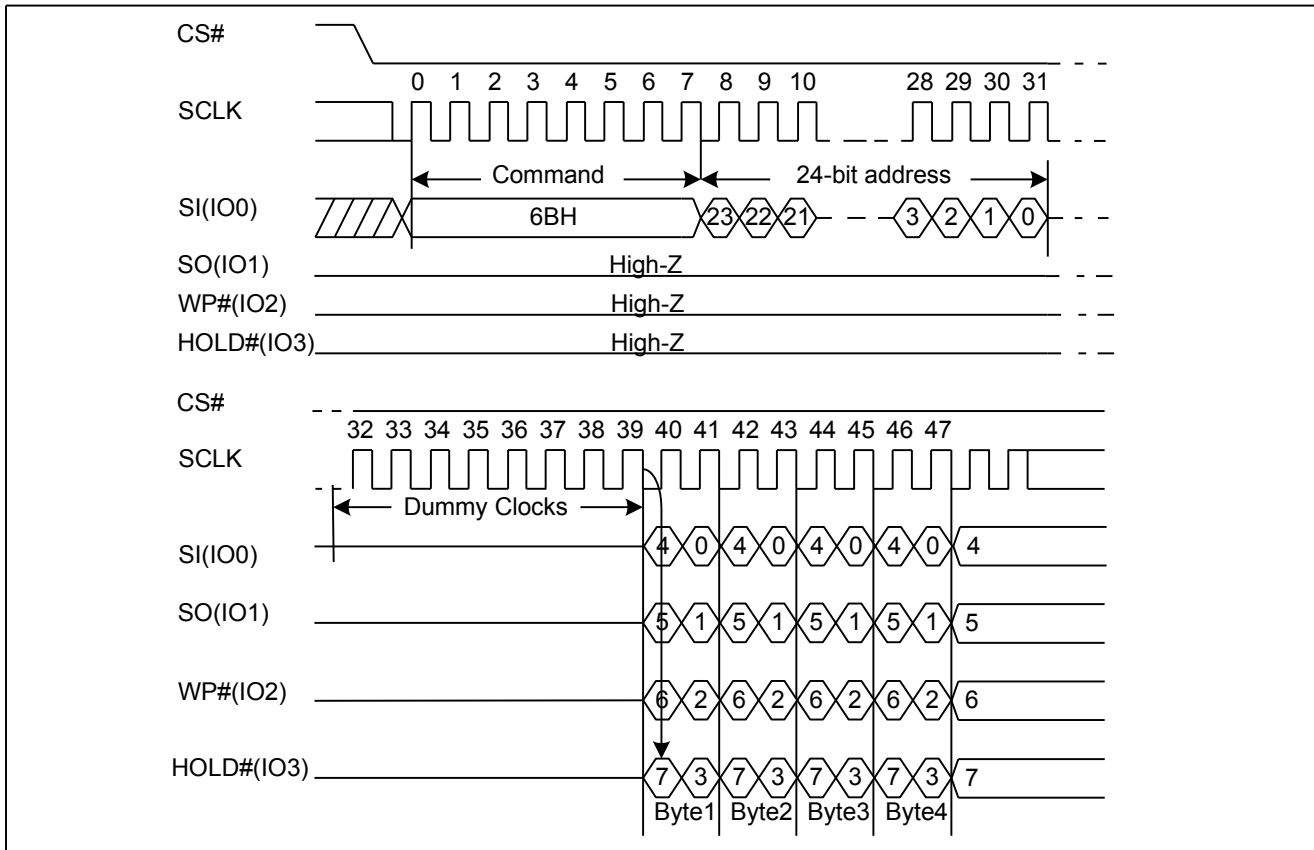 CS#
0 1 2 3 4 5 6 7 8 9 10 28 29 30 31
SCLK
Command 24-bit address
SI(IO0) 6BH 23 22 21 3 2 1 0
SO(IO1) High-Z
WP#(IO2) High-Z
HOLD#(IO3) High-Z
CS#
32 33 34 35 36 37 38 39 40 41 42 43 44 45 46 47
SCLK
Dummy Clocks
SI(IO0) 4 0 4 0 4 0 4 0 4
SO(IO1) 5 1 5 1 5 1 5 1 5
WP#(IO2) 6 2 6 2 6 2 6 2 6
HOLD#(IO3) 7 3 7 3 7 3 7 3 7
Byte1 Byte2 Byte3 Byte4